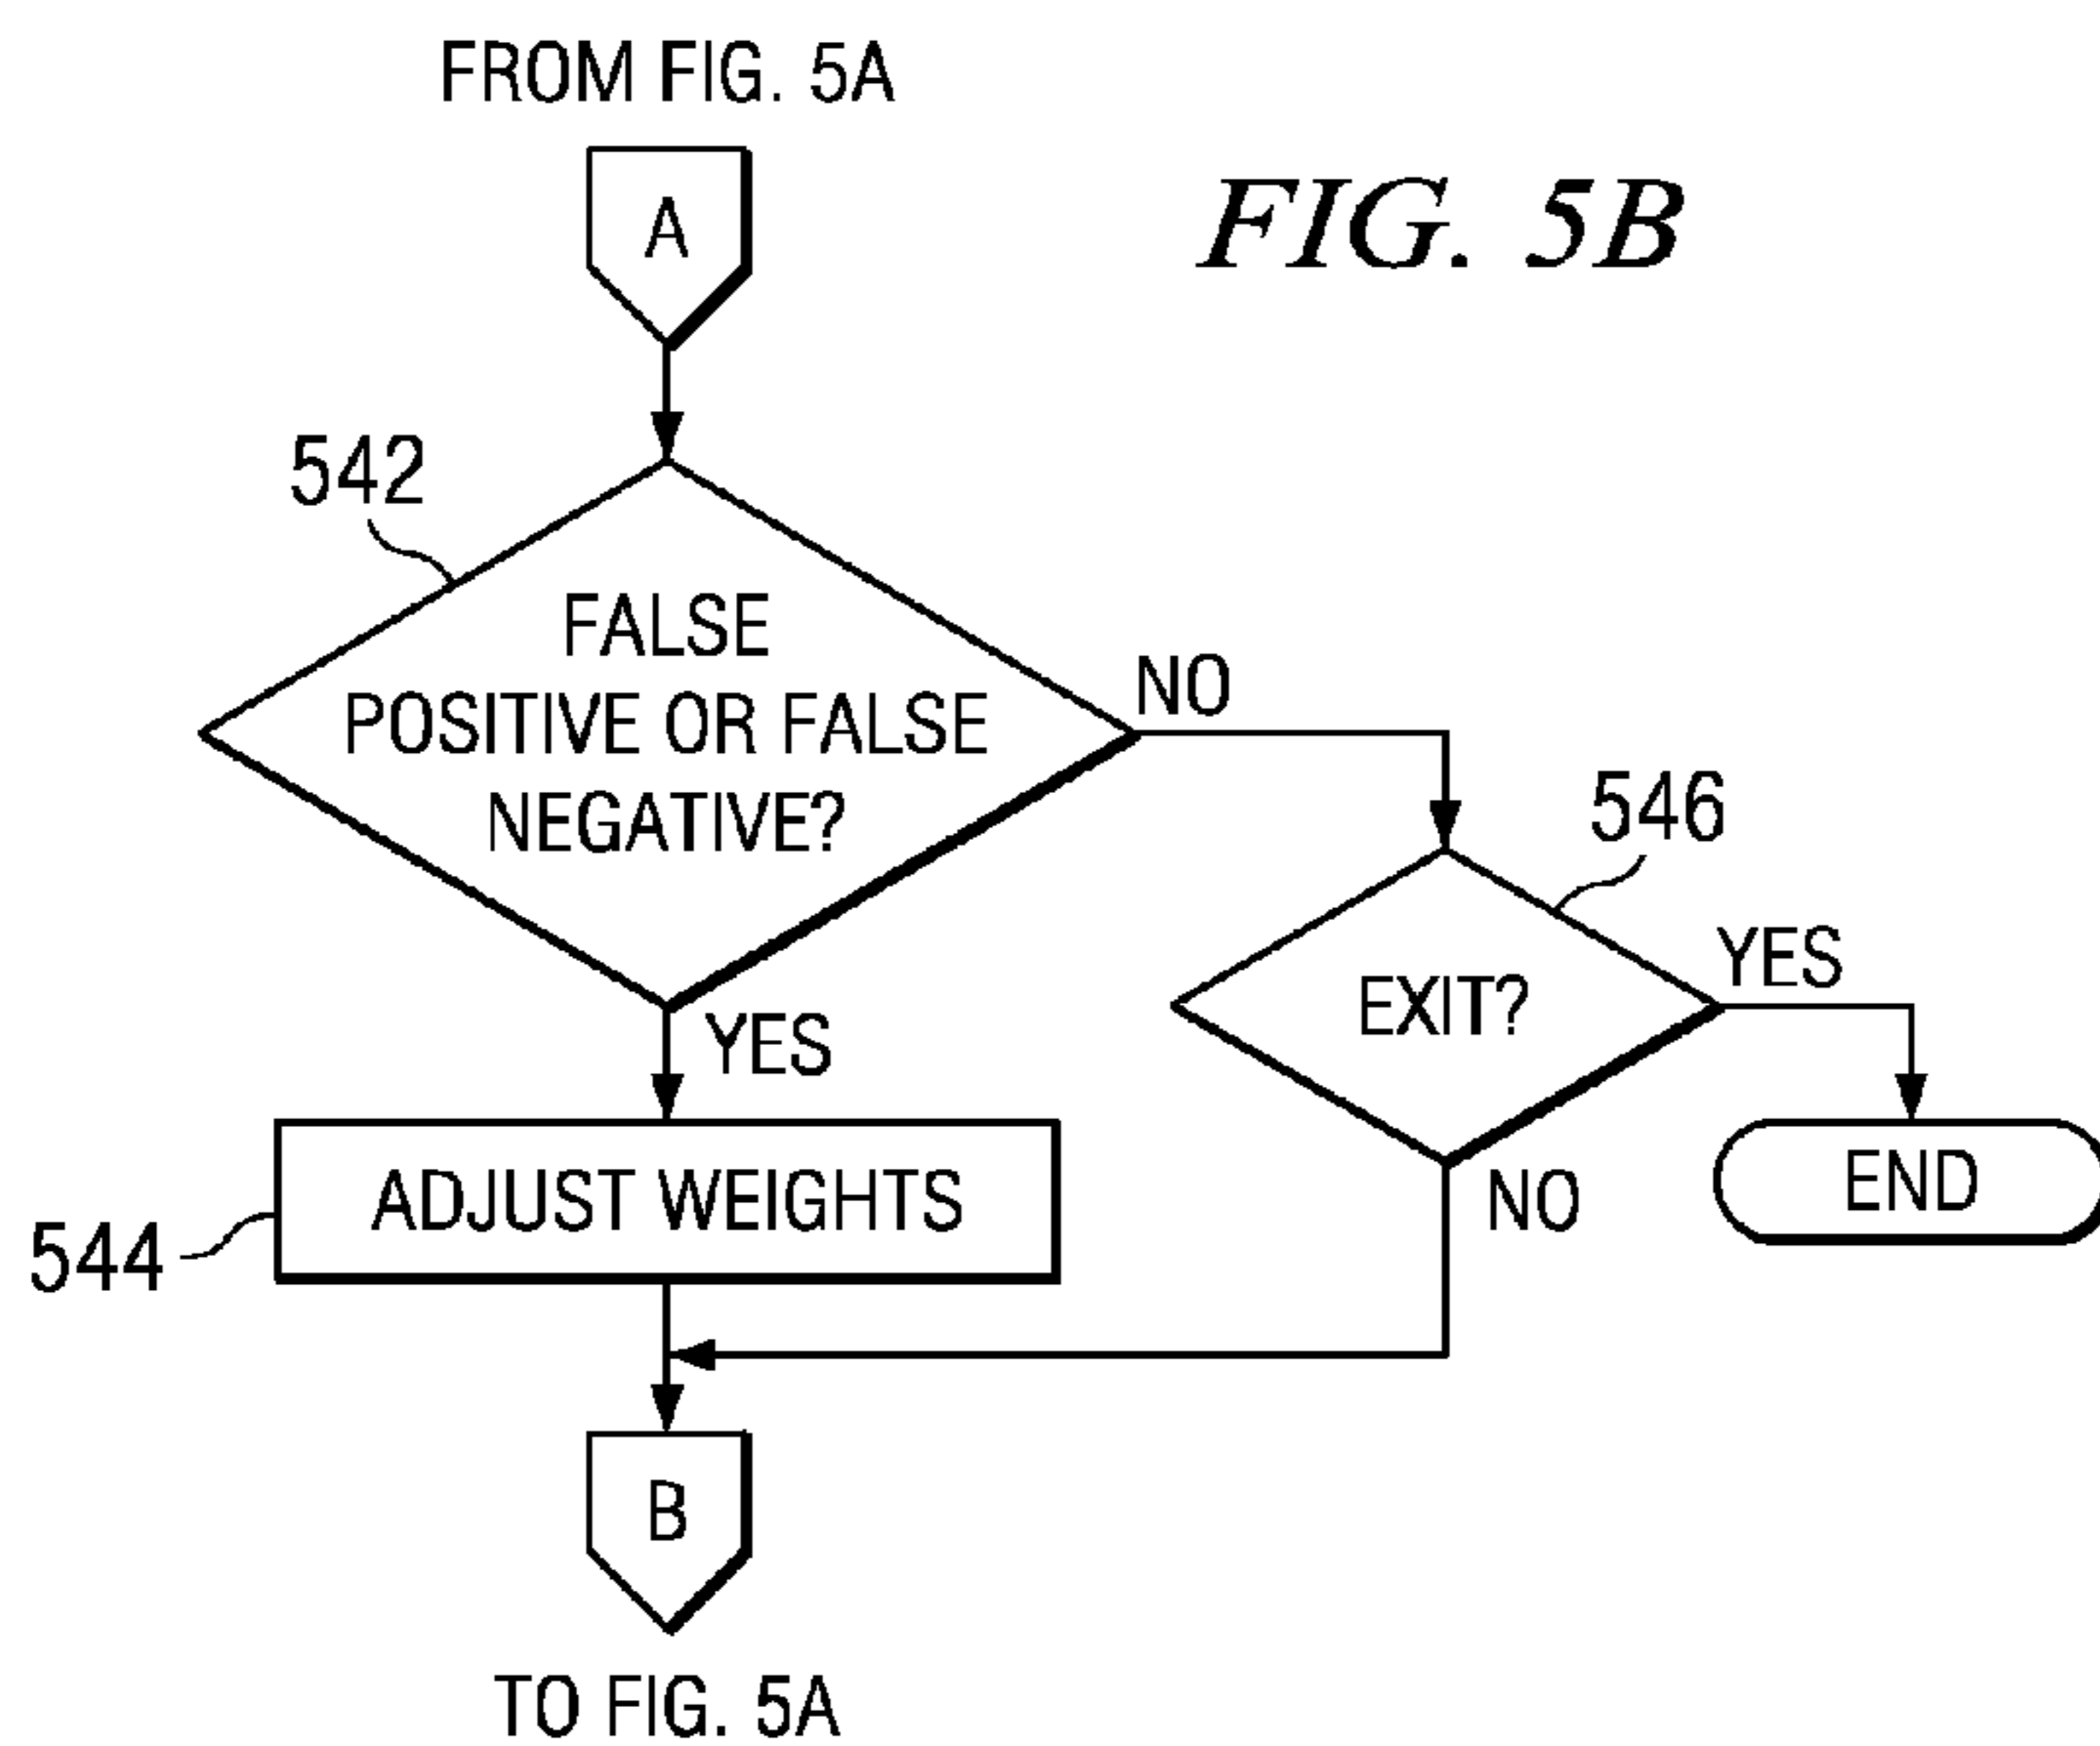 FROM FIG. 5A
A
FIG. 5B
542
FALSE
POSITIVE OR FALSE
NEGATIVE?
NO
546
EXIT?
YES
YES
ADJUST WEIGHTS
544
NO
END
B
TO FIG. 5A